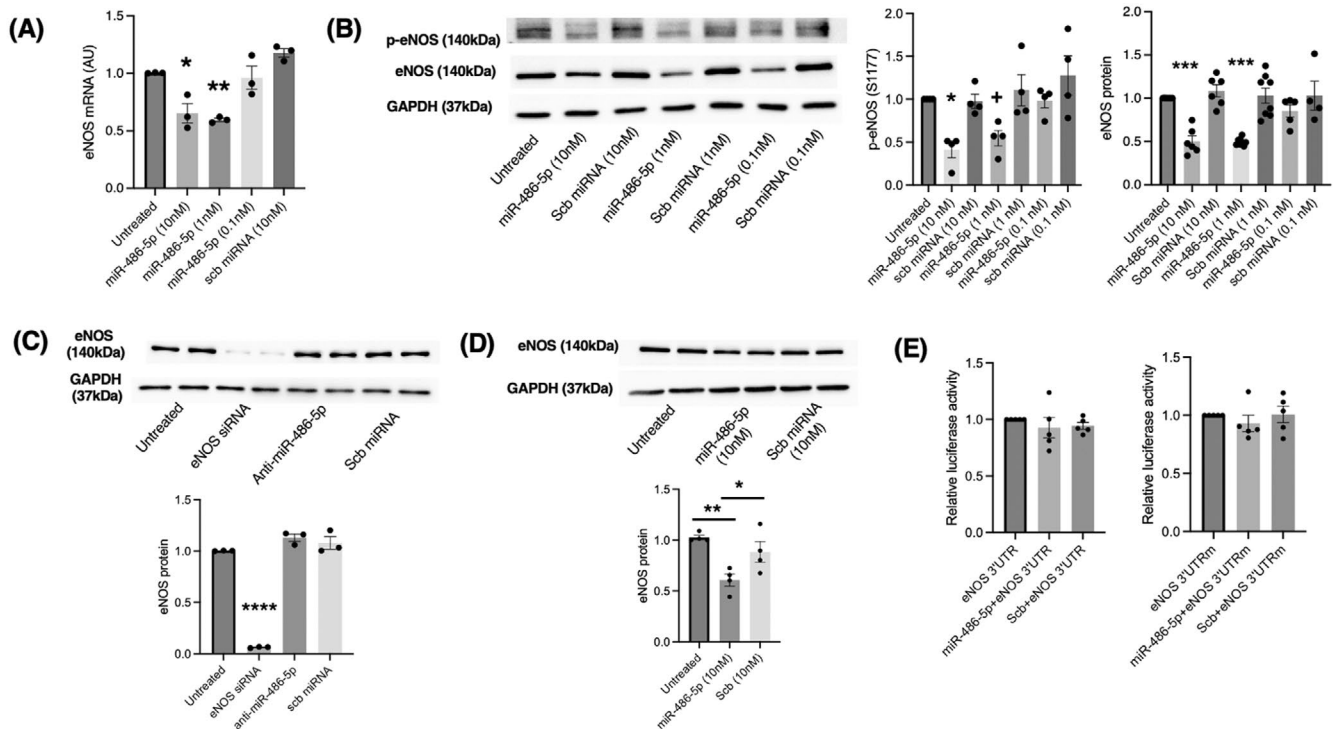 (A)
eNOS mRNA (AU)
1.5
1.0
0.5
0.0
*
**
Untreated
miR-486-5p (10nM)
miR-486-5p (1nM)
miR-486-5p (0.1nM)
scb miRNA (10nM)
(B)
p-eNOS (140kDa)
eNOS (140kDa)
GAPDH (37kDa)
Untreated
miR-486-5p (10nM)
Scb miRNA (10nM)
miR-486-5p (1nM)
Scb miRNA (1nM)
miR-486-5p (0.1nM)
Scb miRNA (0.1nM)
p-eNOS (S1177)
2.0
1.5
1.0
0.5
0.0
*
+
Untreated
miR-486-5p (10 nM)
scb miRNA (10 nM)
miR-486-5p (1 nM)
scb miRNA (1 nM)
miR-486-5p (0.1 nM)
scb miRNA (0.1 nM)
eNOS protein
2.0
1.5
1.0
0.5
0.0
***
***
Untreated
miR-486-5p (10 nM)
Scb miRNA (10 nM)
miR-486-5p (1 nM)
Scb miRNA (1 nM)
miR-486-5p (0.1 nM)
scb miRNA (0.1 nM)
(C)
eNOS
(140kDa)
GAPDH
(37kDa)
Untreated
eNOS siRNA
Anti-miR-486-5p
Scb miRNA
eNOS protein
1.5
1.0
0.5
0.0
****
Untreated
eNOS siRNA
anti-miR-486-5p
scb miRNA
(D)
eNOS (140kDa)
GAPDH (37kDa)
Untreated
miR-486-5p
(10nM)
Scb miRNA
(10nM)
eNOS protein
1.5
1.0
0.5
0.0
**
*
Untreated
miR-486-5p (10nM)
Scb (10nM)
(E)
Relative luciferase activity
1.5
1.0
0.5
0.0
eNOS 3'UTR
miR-486-5p+eNOS 3'UTR
Scb+eNOS 3'UTR
Relative luciferase activity
1.5
1.0
0.5
0.0
eNOS 3'UTRm
miR-486-5p+eNOS 3'UTRm
Scb+eNOS 3'UTRm